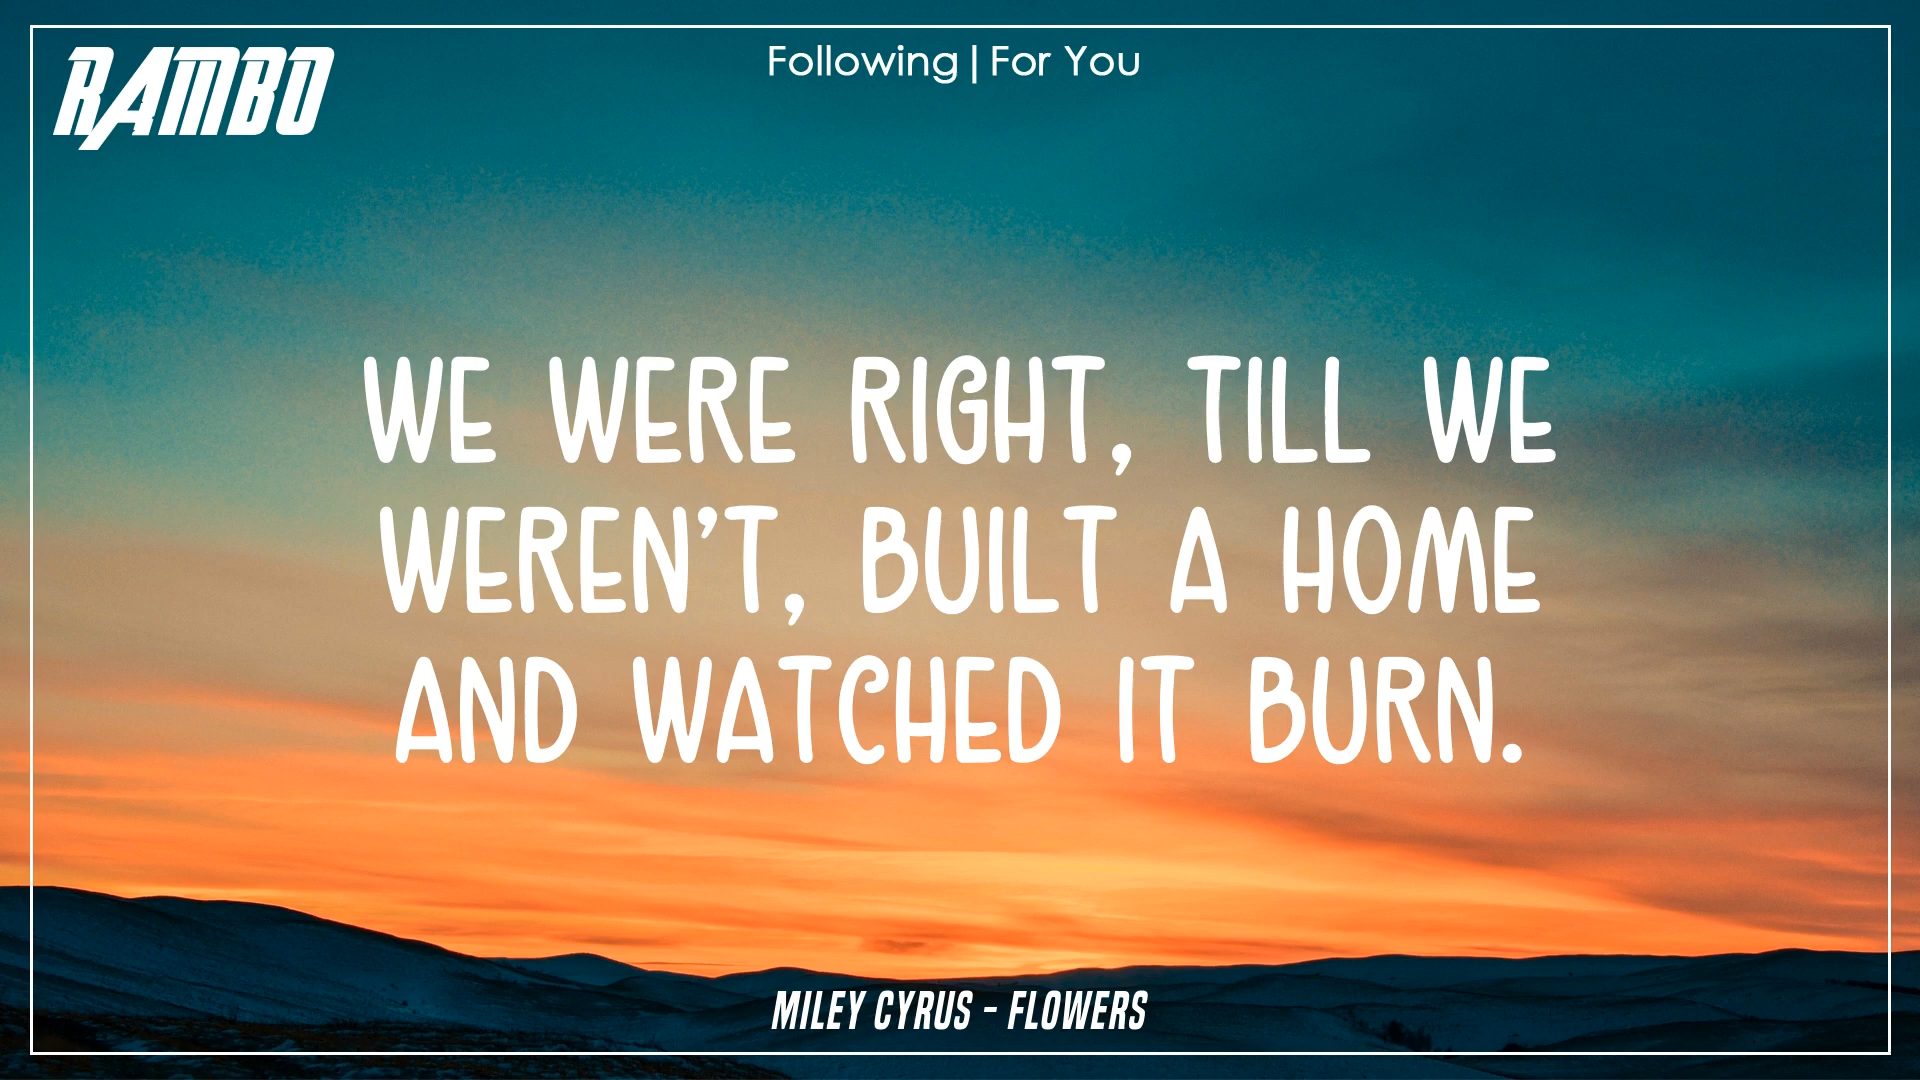 RAMBO
Following | For You
WE WERE RIGHT, TILL WE
WEREN'T, BUILT A HOME
AND WATCHED IT BURN.
MILEY CYRUS - FLOWERS